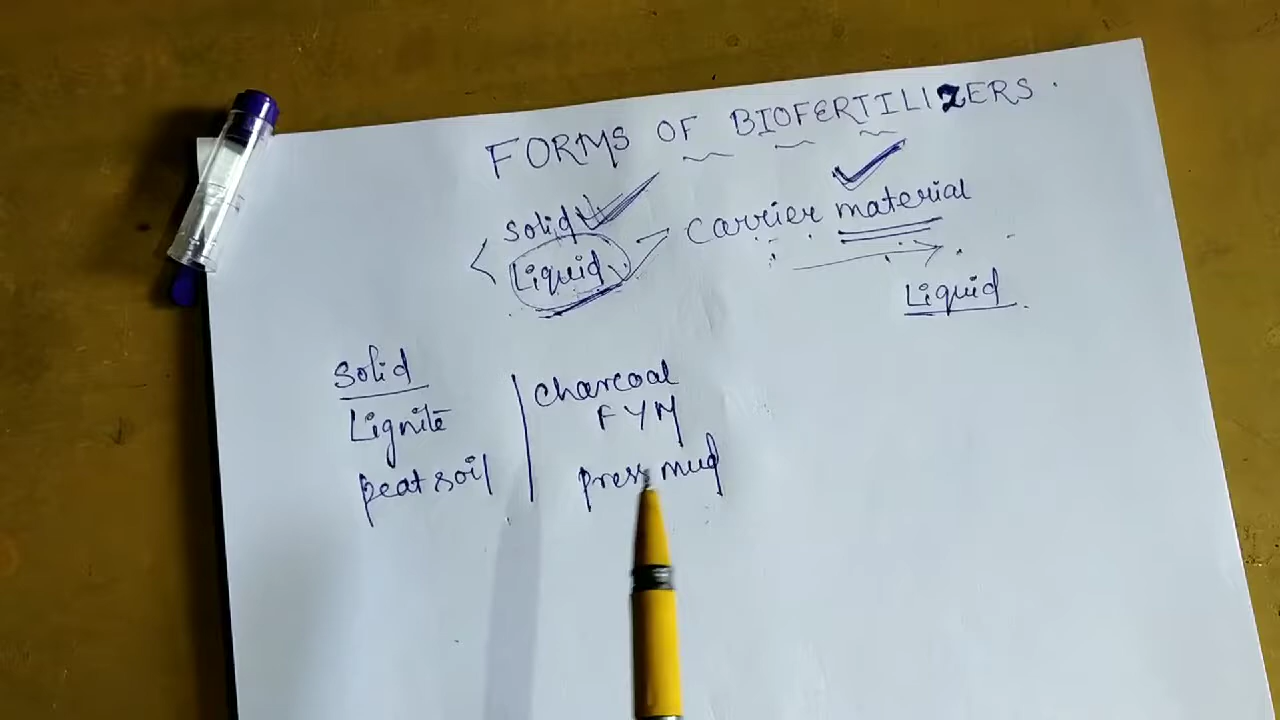 FORMS OF BIOFERTILIZERS.
Solid
Carrier material
Liquid
Liquid
Solid
Lignite
peat soil
charcoal
FYM
press mud